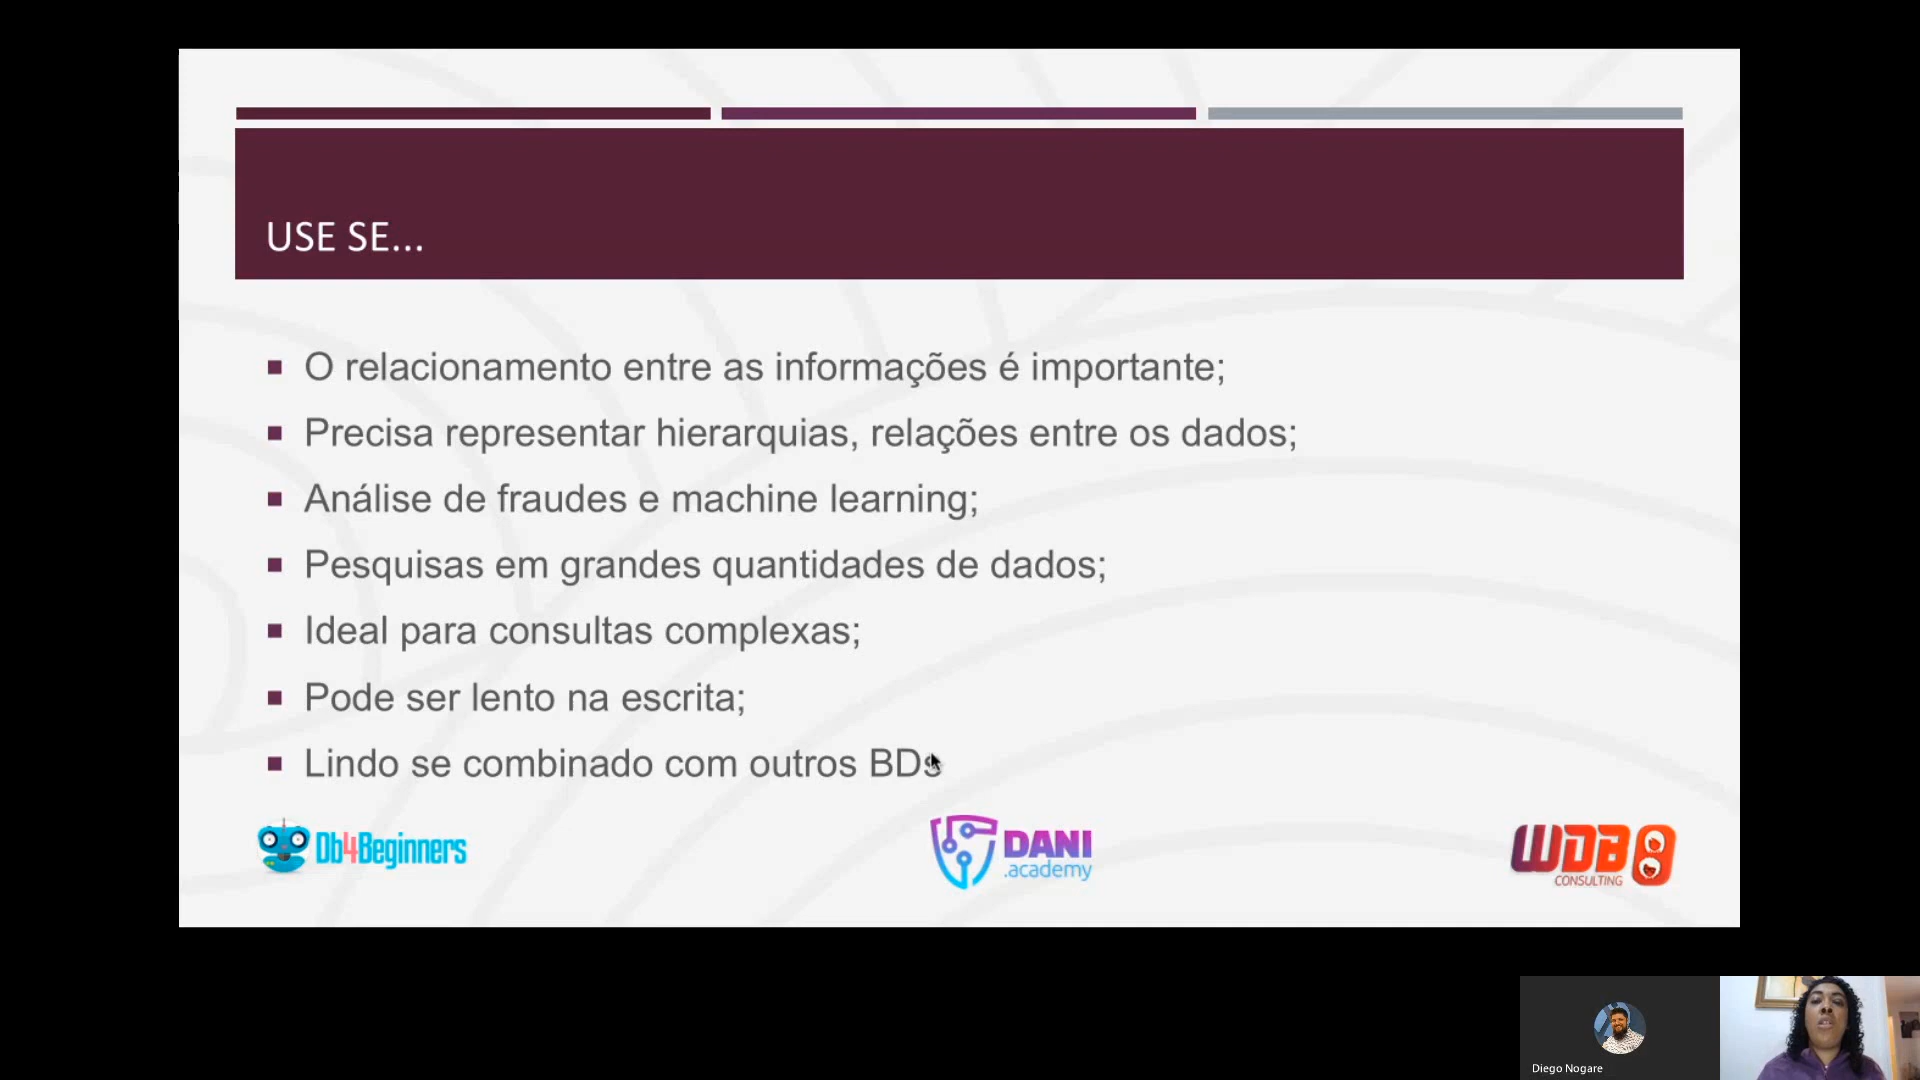 USE SE...
O relacionamento entre as informações é importante;
Precisa representar hierarquias, relações entre os dados;
Análise de fraudes e machine learning;
Pesquisas em grandes quantidades de dados;
Ideal para consultas complexas;
Pode ser lento na escrita;
Lindo se combinado com outros BDs
Db4Beginners
DANI
.academy
WDB8
CONSULTING
Diego Nogare